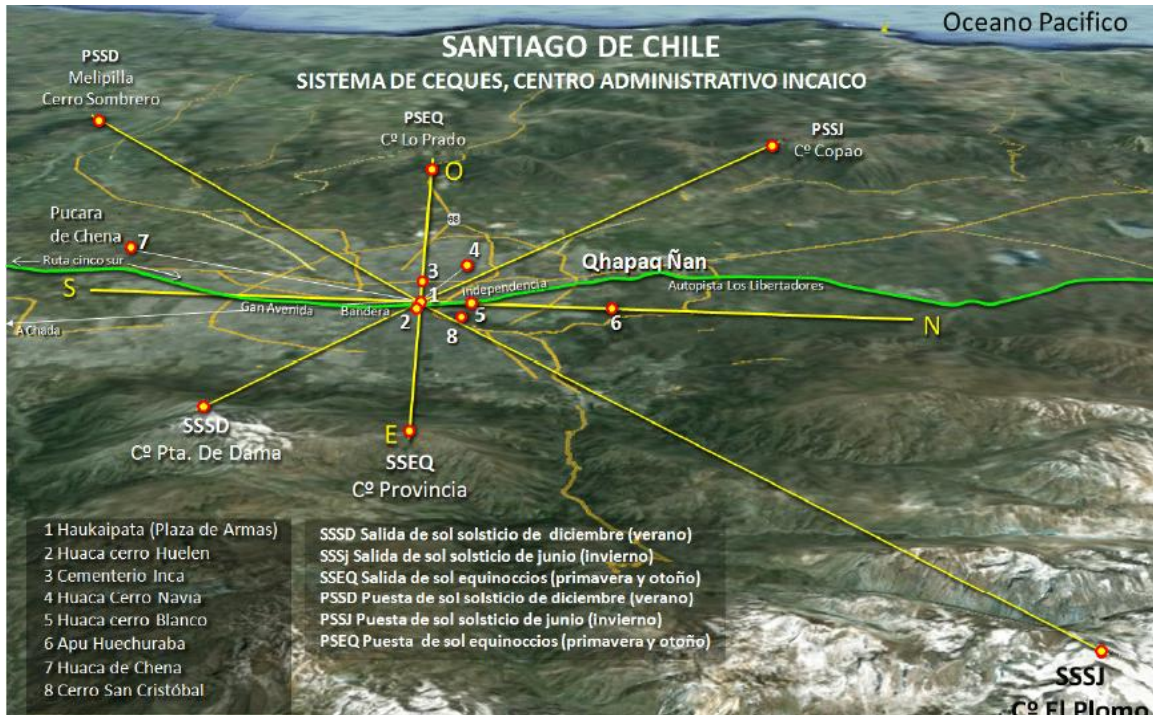 Oceano Pacifico
SANTIAGO DE CHILE
SISTEMA DE CEQUES, CENTRO ADMINISTRATIVO INCAICO
PSSD
Melipilla
Cerro Sombrero
PSEQ
Cº Lo Prado
O
PSSJ
Cº Copao
68
Pucara
de Chena
7
Ruta cinco sur
4
3
Qhapaq Ñan
Independencia
Autopista Los Libertadores
S
1
Gan Avenida
Bandera
2
5
8
6
N
A Chada
SSSD
Cº Pta. De Dama
E
SSEQ
Cº Provincia
1 Haukaipata (Plaza de Armas)
2 Huaca cerro Huelen
3 Cementerio Inca
4 Huaca Cerro Navia
5 Huaca cerro Blanco
6 Apu Huechuraba
7 Huaca de Chena
8 Cerro San Cristóbal
SSSD Salida de sol solsticio de diciembre (verano)
SSSj Salida de sol solsticio de junio (invierno)
SSEQ Salida de sol equinoccios (primavera y otoño)
PSSD Puesta de sol solsticio de diciembre (verano)
PSSJ Puesta de sol solsticio de junio (invierno)
PSEQ Puesta de sol equinoccios (primavera y otoño)
SSSJ
Cº El Plomo